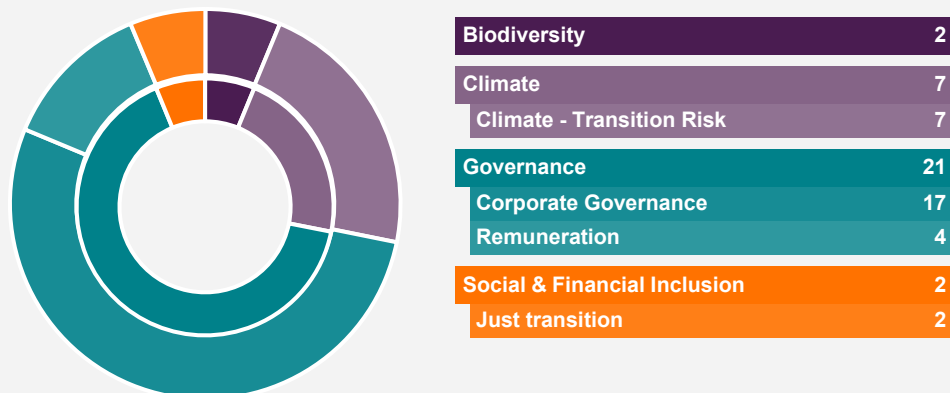 Biodiversity 2
Climate 7
Climate - Transition Risk 7
Governance 21
Corporate Governance 17
Remuneration 4
Social & Financial Inclusion 2
Just transition 2